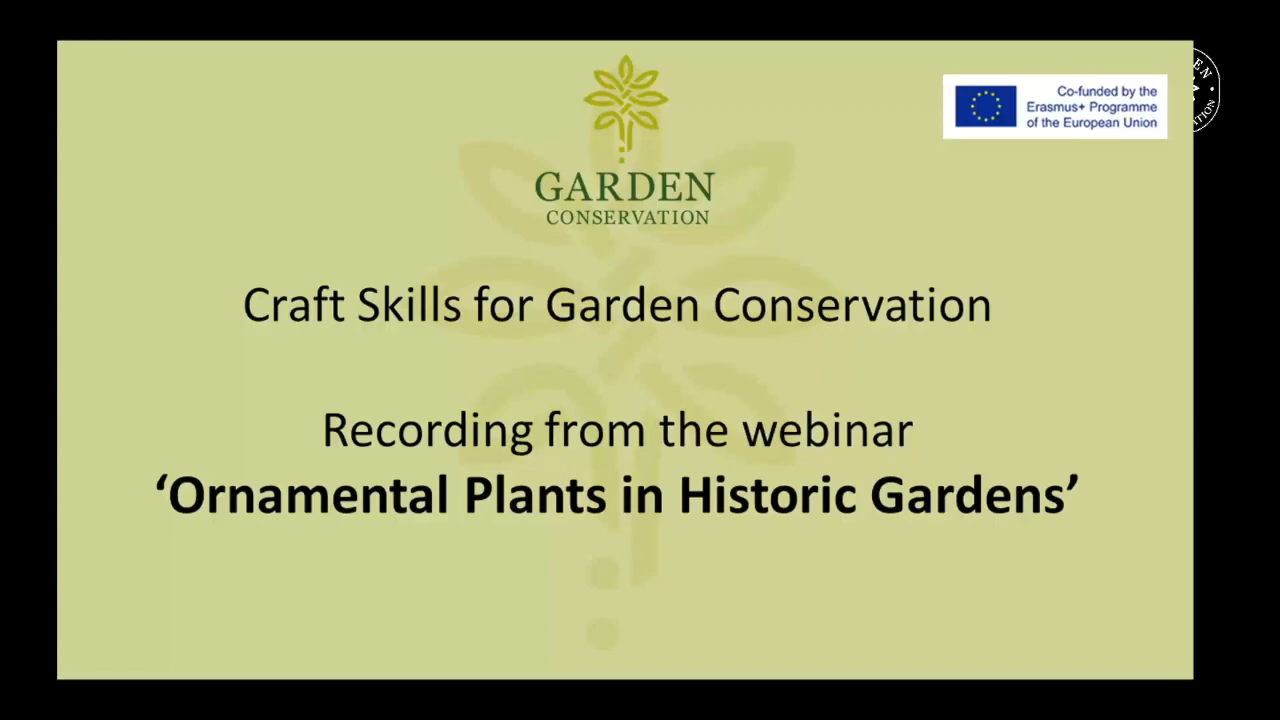 GARDEN
CONSERVATION
Co-funded by the
Erasmus+ Programme
of the European Union
Craft Skills for Garden Conservation
Recording from the webinar
‘Ornamental Plants in Historic Gardens’